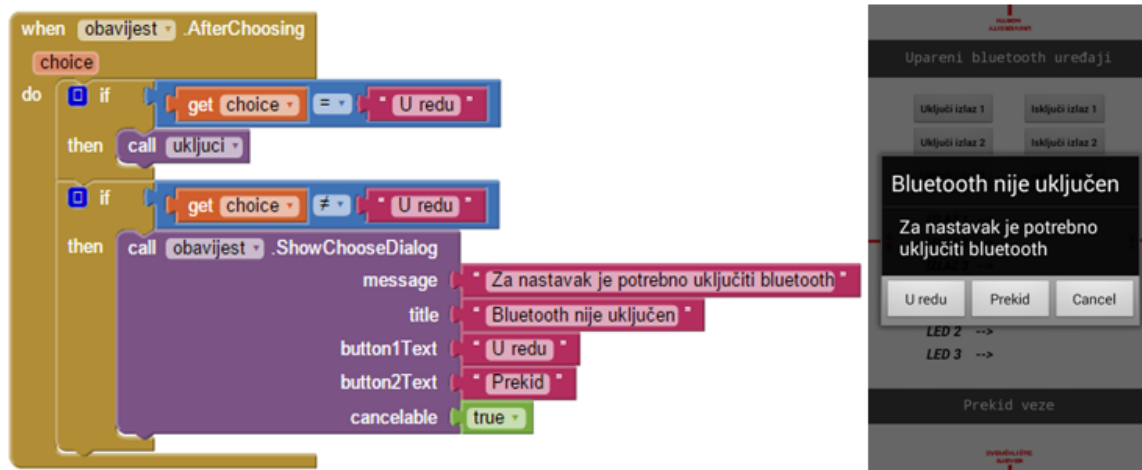 when obavijest .AfterChoosing
choice
do if get choice = " U redu "
then call ukljuci
if get choice ≠ " U redu "
then call obavijest .ShowChooseDialog
message " Za nastavak je potrebno uključiti bluetooth "
title " Bluetooth nije uključen "
button1Text " U redu "
button2Text " Prekid "
cancelable true
Upareni bluetooth uređaji
Uključi izlaz 1 Isključi izlaz 1
Uključi izlaz 2 Isključi izlaz 2
Bluetooth nije uključen
Za nastavak je potrebno
uključiti bluetooth
U redu Prekid Cancel
LED 2 -->
LED 3 -->
Prekid veze